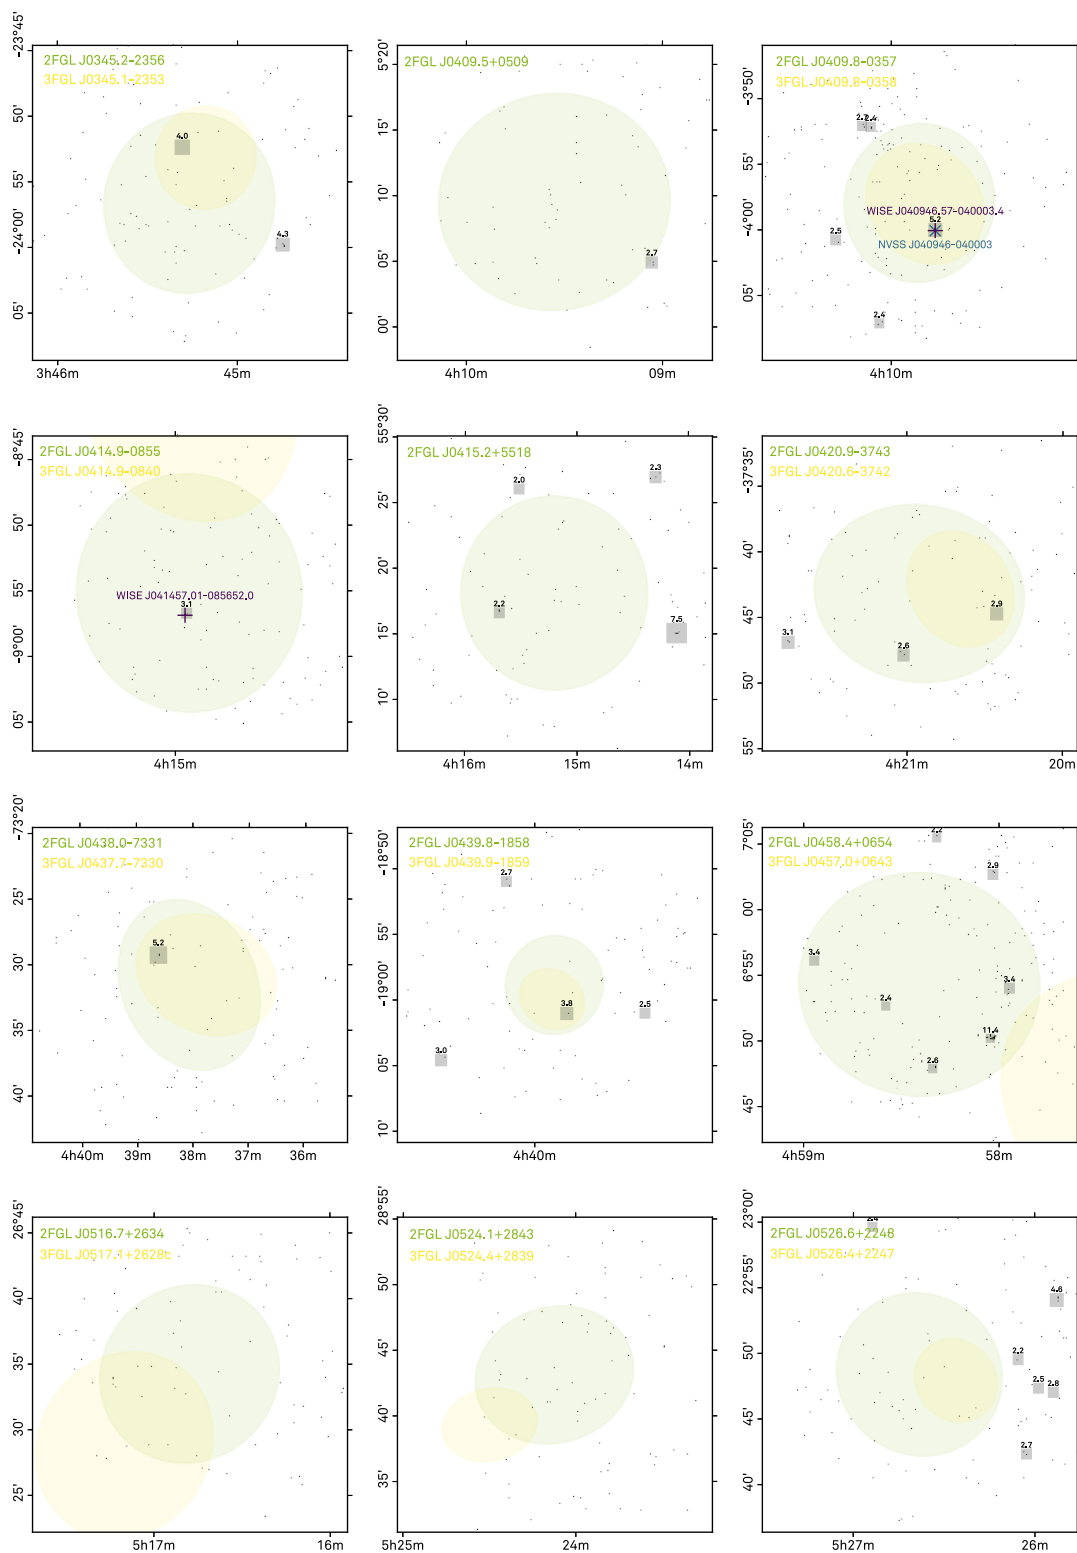 2FGL J0345.2-2356
3FGL J0345.1-2353
-23°45'
50'
55'
-24°00'
05'
4.0
4.3
3h46m
45m
2FGL J0409.5+0509
5°20'
15'
10'
05'
00'
2.7
4h10m
09m
2FGL J0409.8-0357
3FGL J0409.8-0358
-3°50'
55'
-4°00'
05'
2.7
2.4
WISE J040946.57-040003.4
5.2
2.5
NVSS J040946-040003
2.4
4h10m
2FGL J0414.9-0855
3FGL J0414.9-0840
-8°45'
50'
55'
-9°00'
05'
WISE J041457.01-085652.0
3.1
4h15m
2FGL J0415.2+5518
55°30'
25'
20'
15'
10'
2.0
2.3
2.2
7.5
4h16m
15m
14m
2FGL J0420.9-3743
3FGL J0420.6-3742
-37°35'
40'
45'
50'
55'
2.9
3.1
2.6
4h21m
20m
2FGL J0438.0-7331
3FGL J0437.7-7330
-73°20'
25'
30'
35'
40'
5.2
4h40m
39m
38m
37m
36m
2FGL J0439.8-1858
3FGL J0439.9-1859
-18°50'
55'
-19°00'
05'
10'
2.7
3.8
2.5
3.0
4h40m
2FGL J0458.4+0654
3FGL J0457.0+0643
7°05'
00'
6°55'
50'
45'
2.2
2.9
3.4
3.4
2.4
11.4
2.6
4h59m
58m
2FGL J0516.7+2634
3FGL J0517.1+2628c
26°45'
40'
35'
30'
25'
5h17m
16m
2FGL J0524.1+2843
3FGL J0524.4+2839
28°55'
50'
45'
40'
35'
5h25m
24m
2FGL J0526.6+2248
3FGL J0526.4+2247
23°00'
22°55'
50'
45'
40'
2.4
4.6
2.2
2.5
2.8
2.7
5h27m
26m